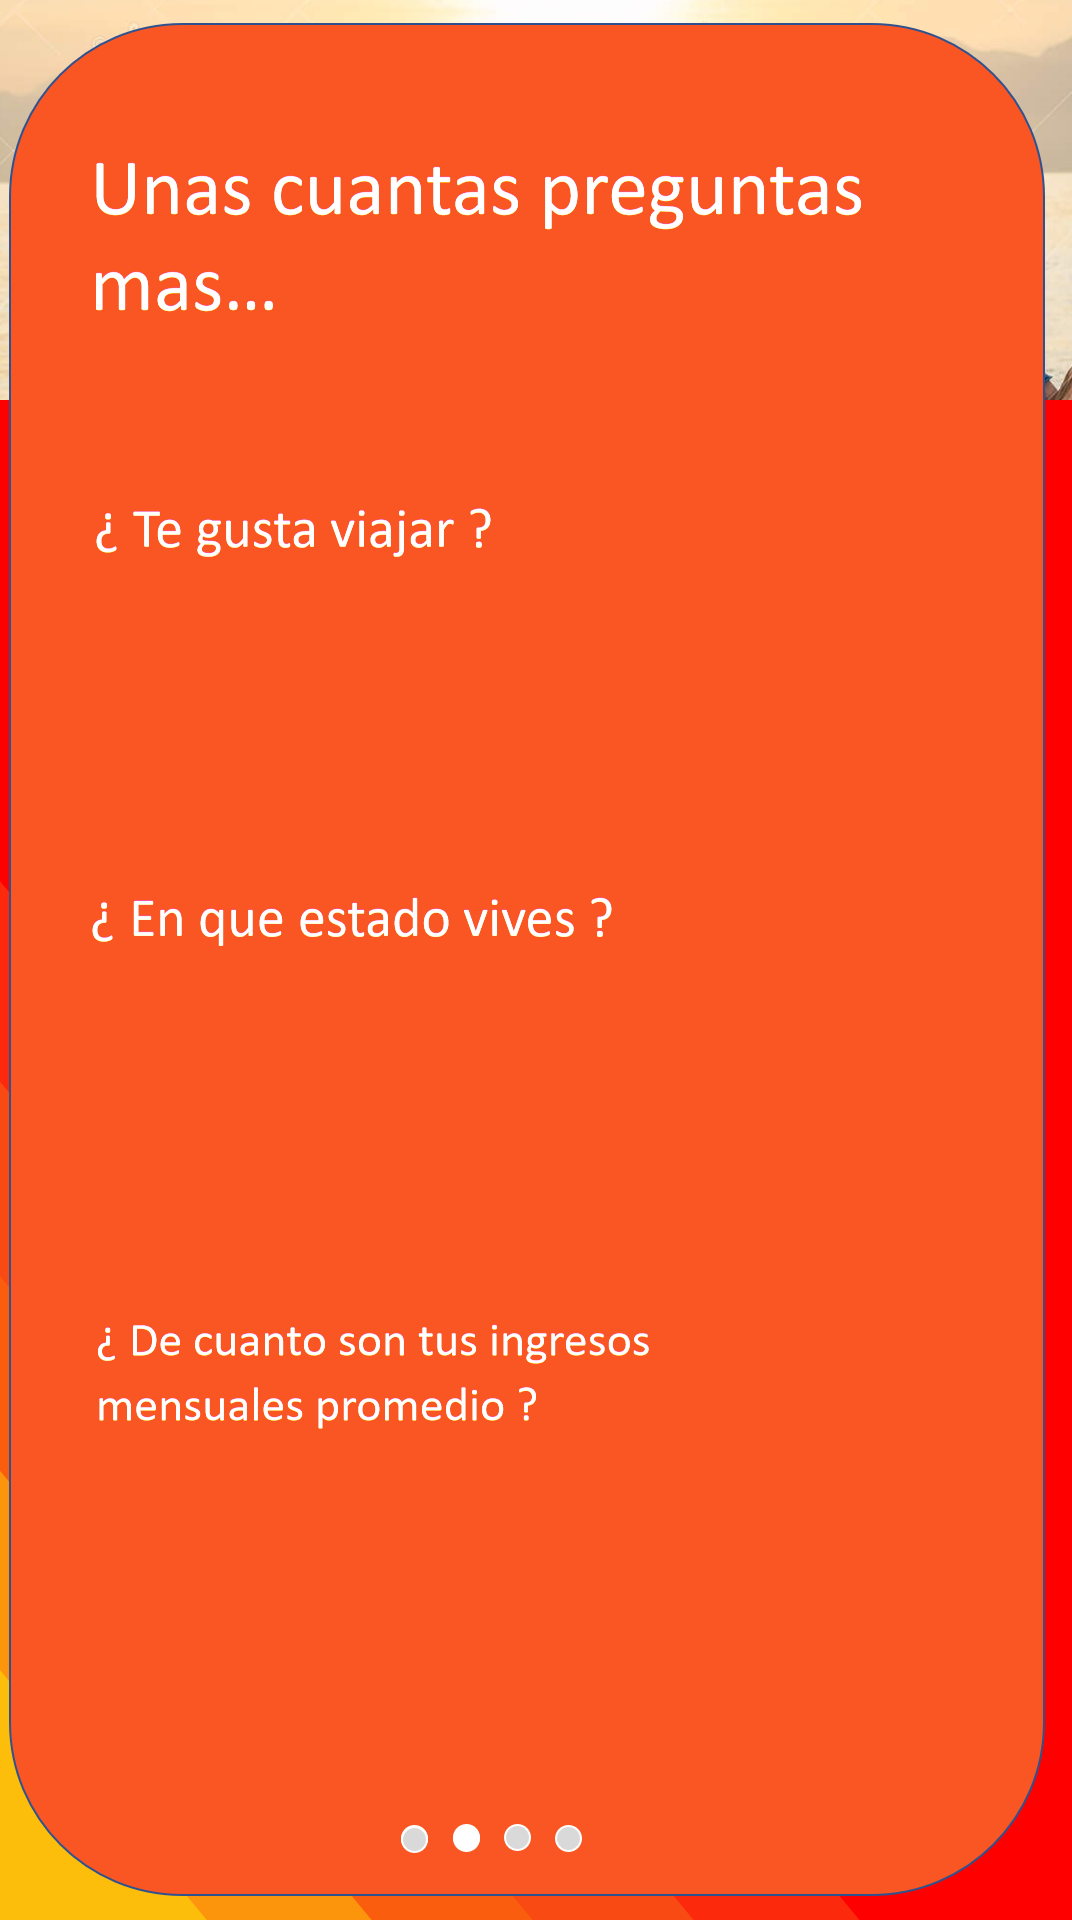 Unas cuantas preguntas
mas...
¿ Te gusta viajar ?
¿ En que estado vives ?
¿ De cuanto son tus ingresos
mensuales promedio ?